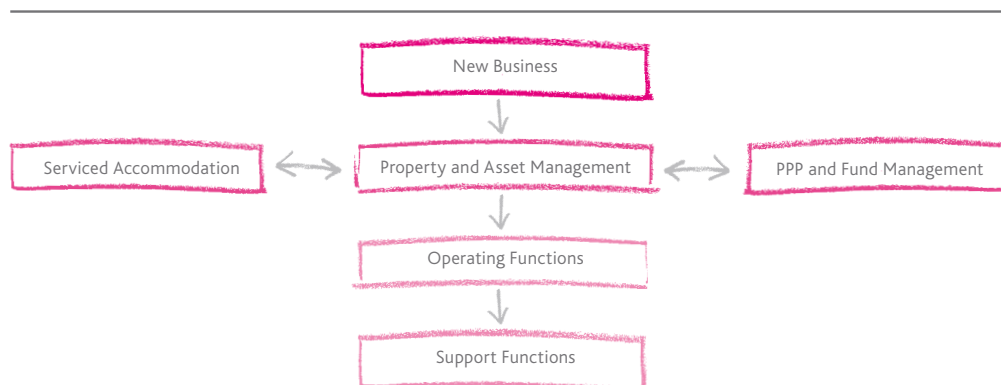 New Business
Serviced Accommodation
Property and Asset Management
PPP and Fund Management
Operating Functions
Support Functions